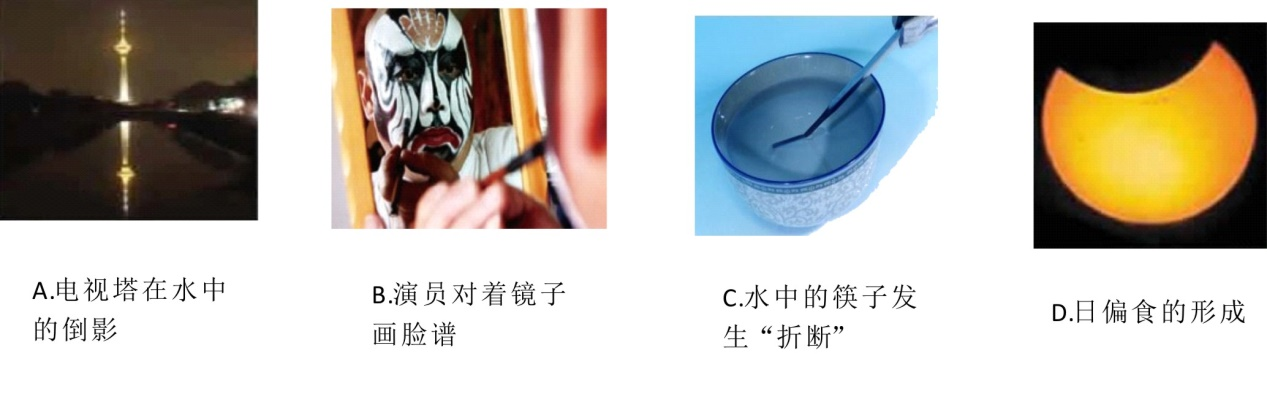 A.电视塔在水中
的倒影
B.演员对着镜子
画脸谱
C.水中的筷子发
生“折断”
D.日偏食的形成